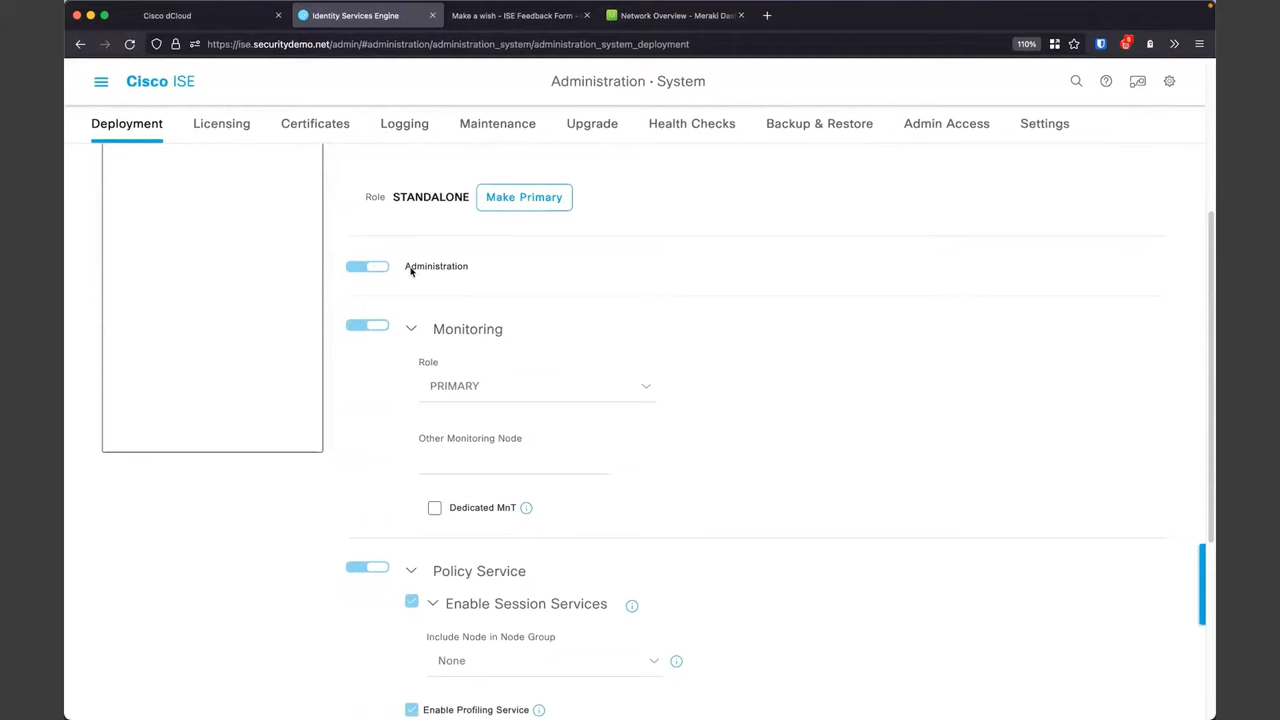 Cisco dCloud
Identity Services Engine
Make a wish - ISE Feedback Form -
Network Overview - Meraki Das
https://ise.securitydemo.net/admin/#administration/administration_system/administration_system_deployment
110%
Cisco ISE
Administration · System
Deployment
Licensing
Certificates
Logging
Maintenance
Upgrade
Health Checks
Backup & Restore
Admin Access
Settings
Role STANDALONE Make Primary
Administration
Monitoring
Role
PRIMARY
Other Monitoring Node
Dedicated MnT
Policy Service
Enable Session Services
Include Node in Node Group
None
Enable Profiling Service